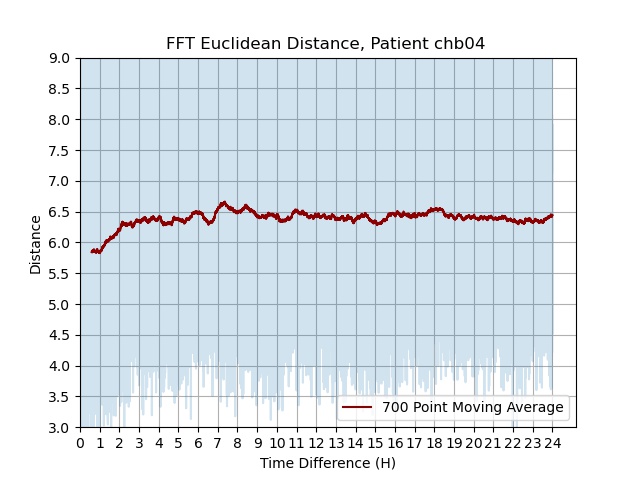 FFT Euclidean Distance, Patient chb04
9.0
8.5
8.0
7.5
7.0
6.5
6.0
5.5
5.0
4.5
4.0
3.5
3.0
Distance
700 Point Moving Average
0 1 2 3 4 5 6 7 8 9 10 11 12 13 14 15 16 17 18 19 20 21 22 23 24
Time Difference (H)